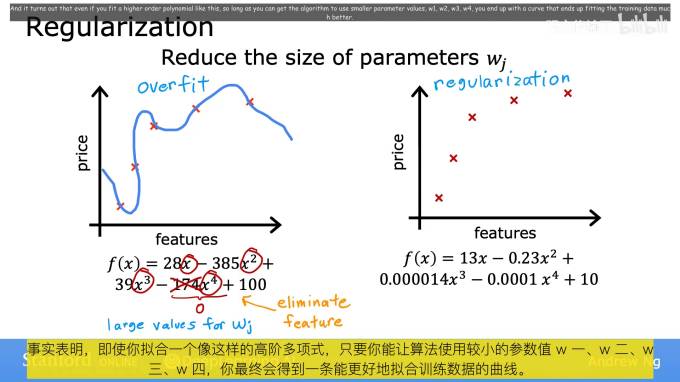 And it turns out that even if you fit a higher order polynomial like this, so long as you can get the algorithm to use smaller parameter values, w1, w2, w3, w4, you end up with a curve that ends up fitting the training data muc
h better.
Regularization
Reduce the size of parameters wⱼ
overfit
regularization
price
features
price
features
f(x) = 28x − 385x² +
39x³ − 174x⁴ + 100
0
eliminate
feature
large values for wⱼ
f(x) = 13x − 0.23x² +
0.000014x³ − 0.0001 x⁴ + 10
事实表明，即使你拟合一个像这样的高阶多项式，只要你能让算法使用较小的参数值 w 一、w 二、w
三、w 四，你最终会得到一条能更好地拟合训练数据的曲线。
Stanford ONLINE
Andrew Ng
bilibili